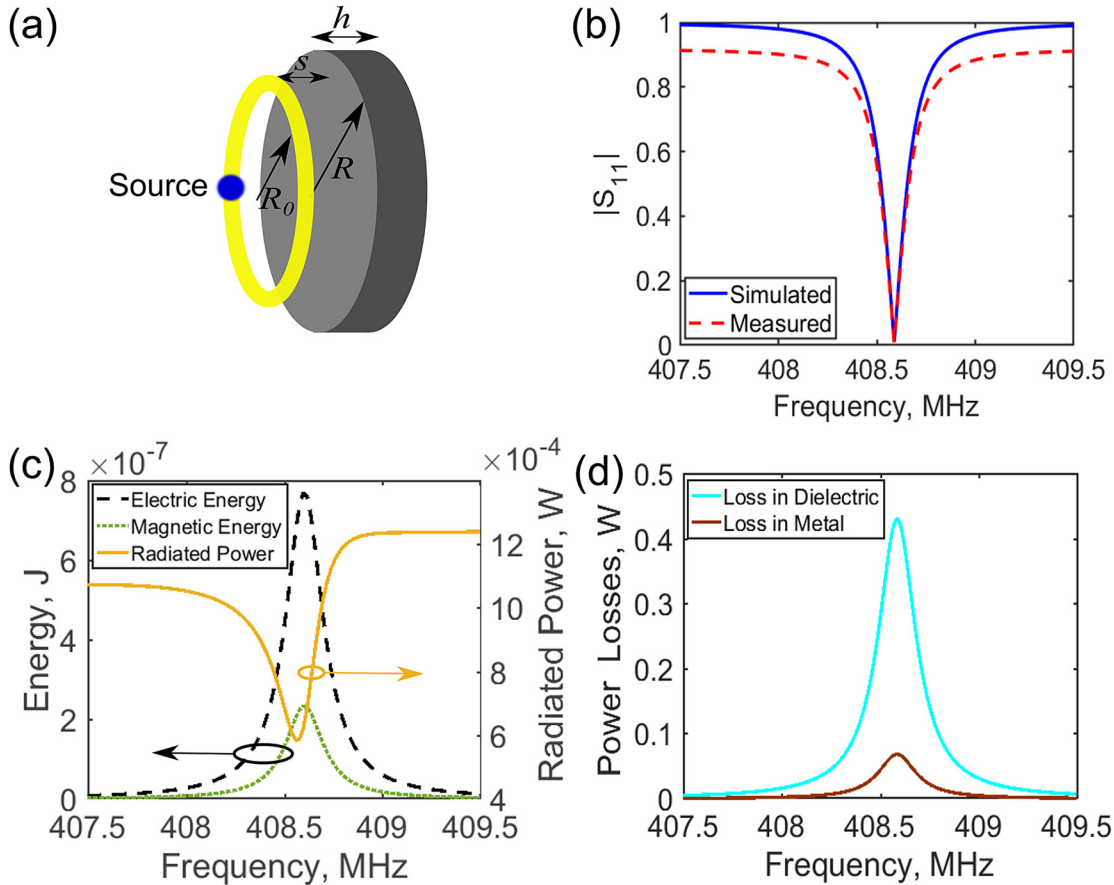 (a)
h
s
R
R0
Source
(b)
|S11|
1
0.8
0.6
0.4
0.2
0
Simulated
Measured
407.5 408 408.5 409 409.5
Frequency, MHz
(c)
×10-7
×10-4
8
6
4
2
0
Energy, J
Electric Energy
Magnetic Energy
Radiated Power
12
10
8
6
4
Radiated Power, W
407.5 408 408.5 409 409.5
Frequency, MHz
(d)
0.5
0.4
0.3
0.2
0.1
0
Power Losses, W
Loss in Dielectric
Loss in Metal
407.5 408 408.5 409 409.5
Frequency, MHz